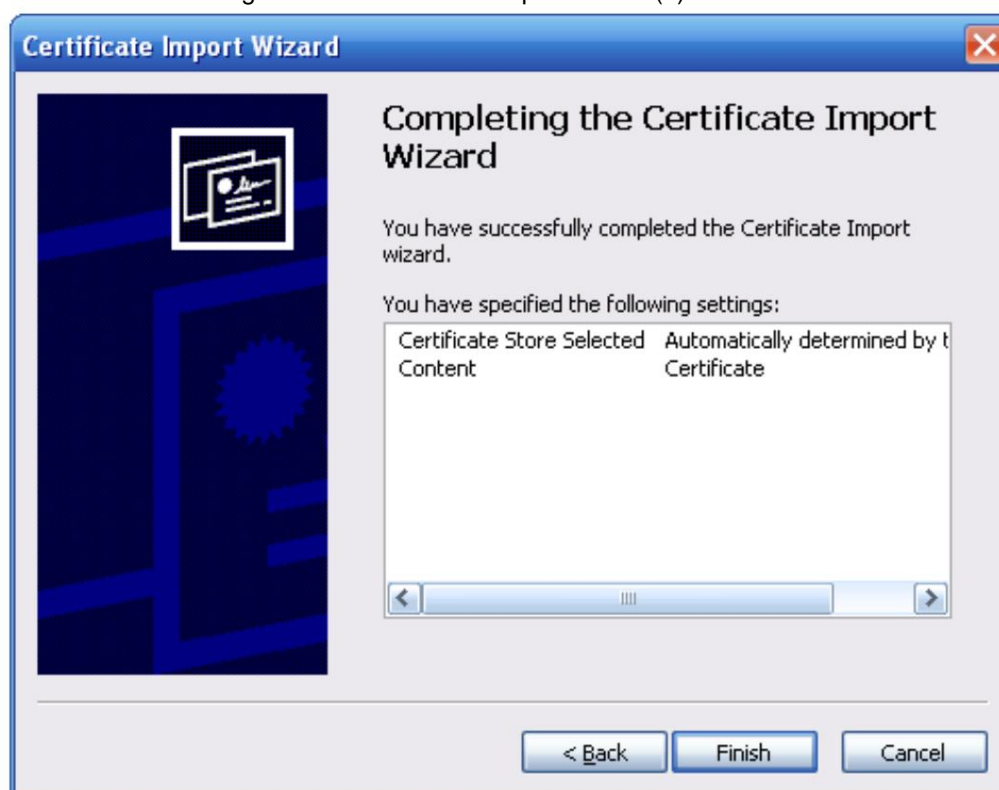 Certificate Import Wizard
Completing the Certificate Import
Wizard
You have successfully completed the Certificate Import
wizard.
You have specified the following settings:
Certificate Store Selected Automatically determined by t
Content Certificate
< Back Finish Cancel